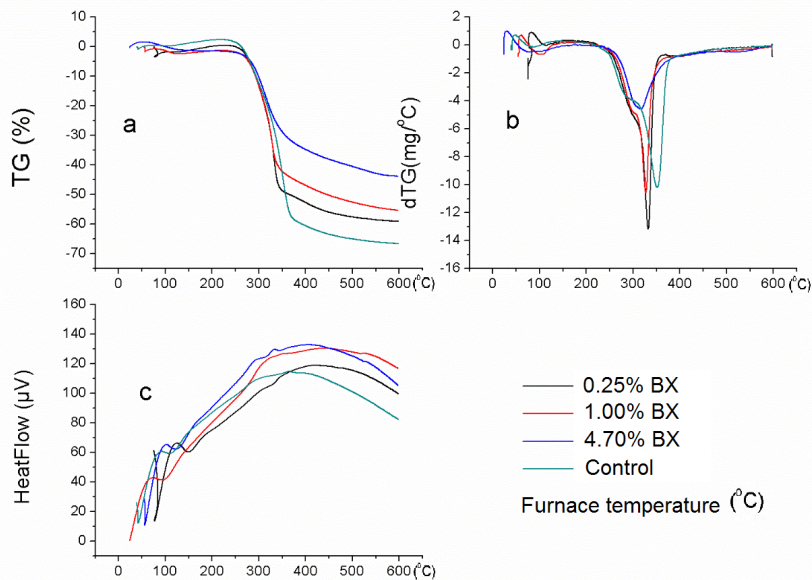 10
0
-10
-20
-30
-40
-50
-60
-70
TG (%)
a
0 100 200 300 400 500 600 (°C)
2
0
-2
-4
-6
-8
-10
-12
-14
-16
dTG(mg/°C)
b
0 200 400 600 (°C)
160
140
120
100
80
60
40
20
0
HeatFlow (µV)
c
0 100 200 300 400 500 600 (°C)
0.25% BX
1.00% BX
4.70% BX
Control
Furnace temperature (°C)